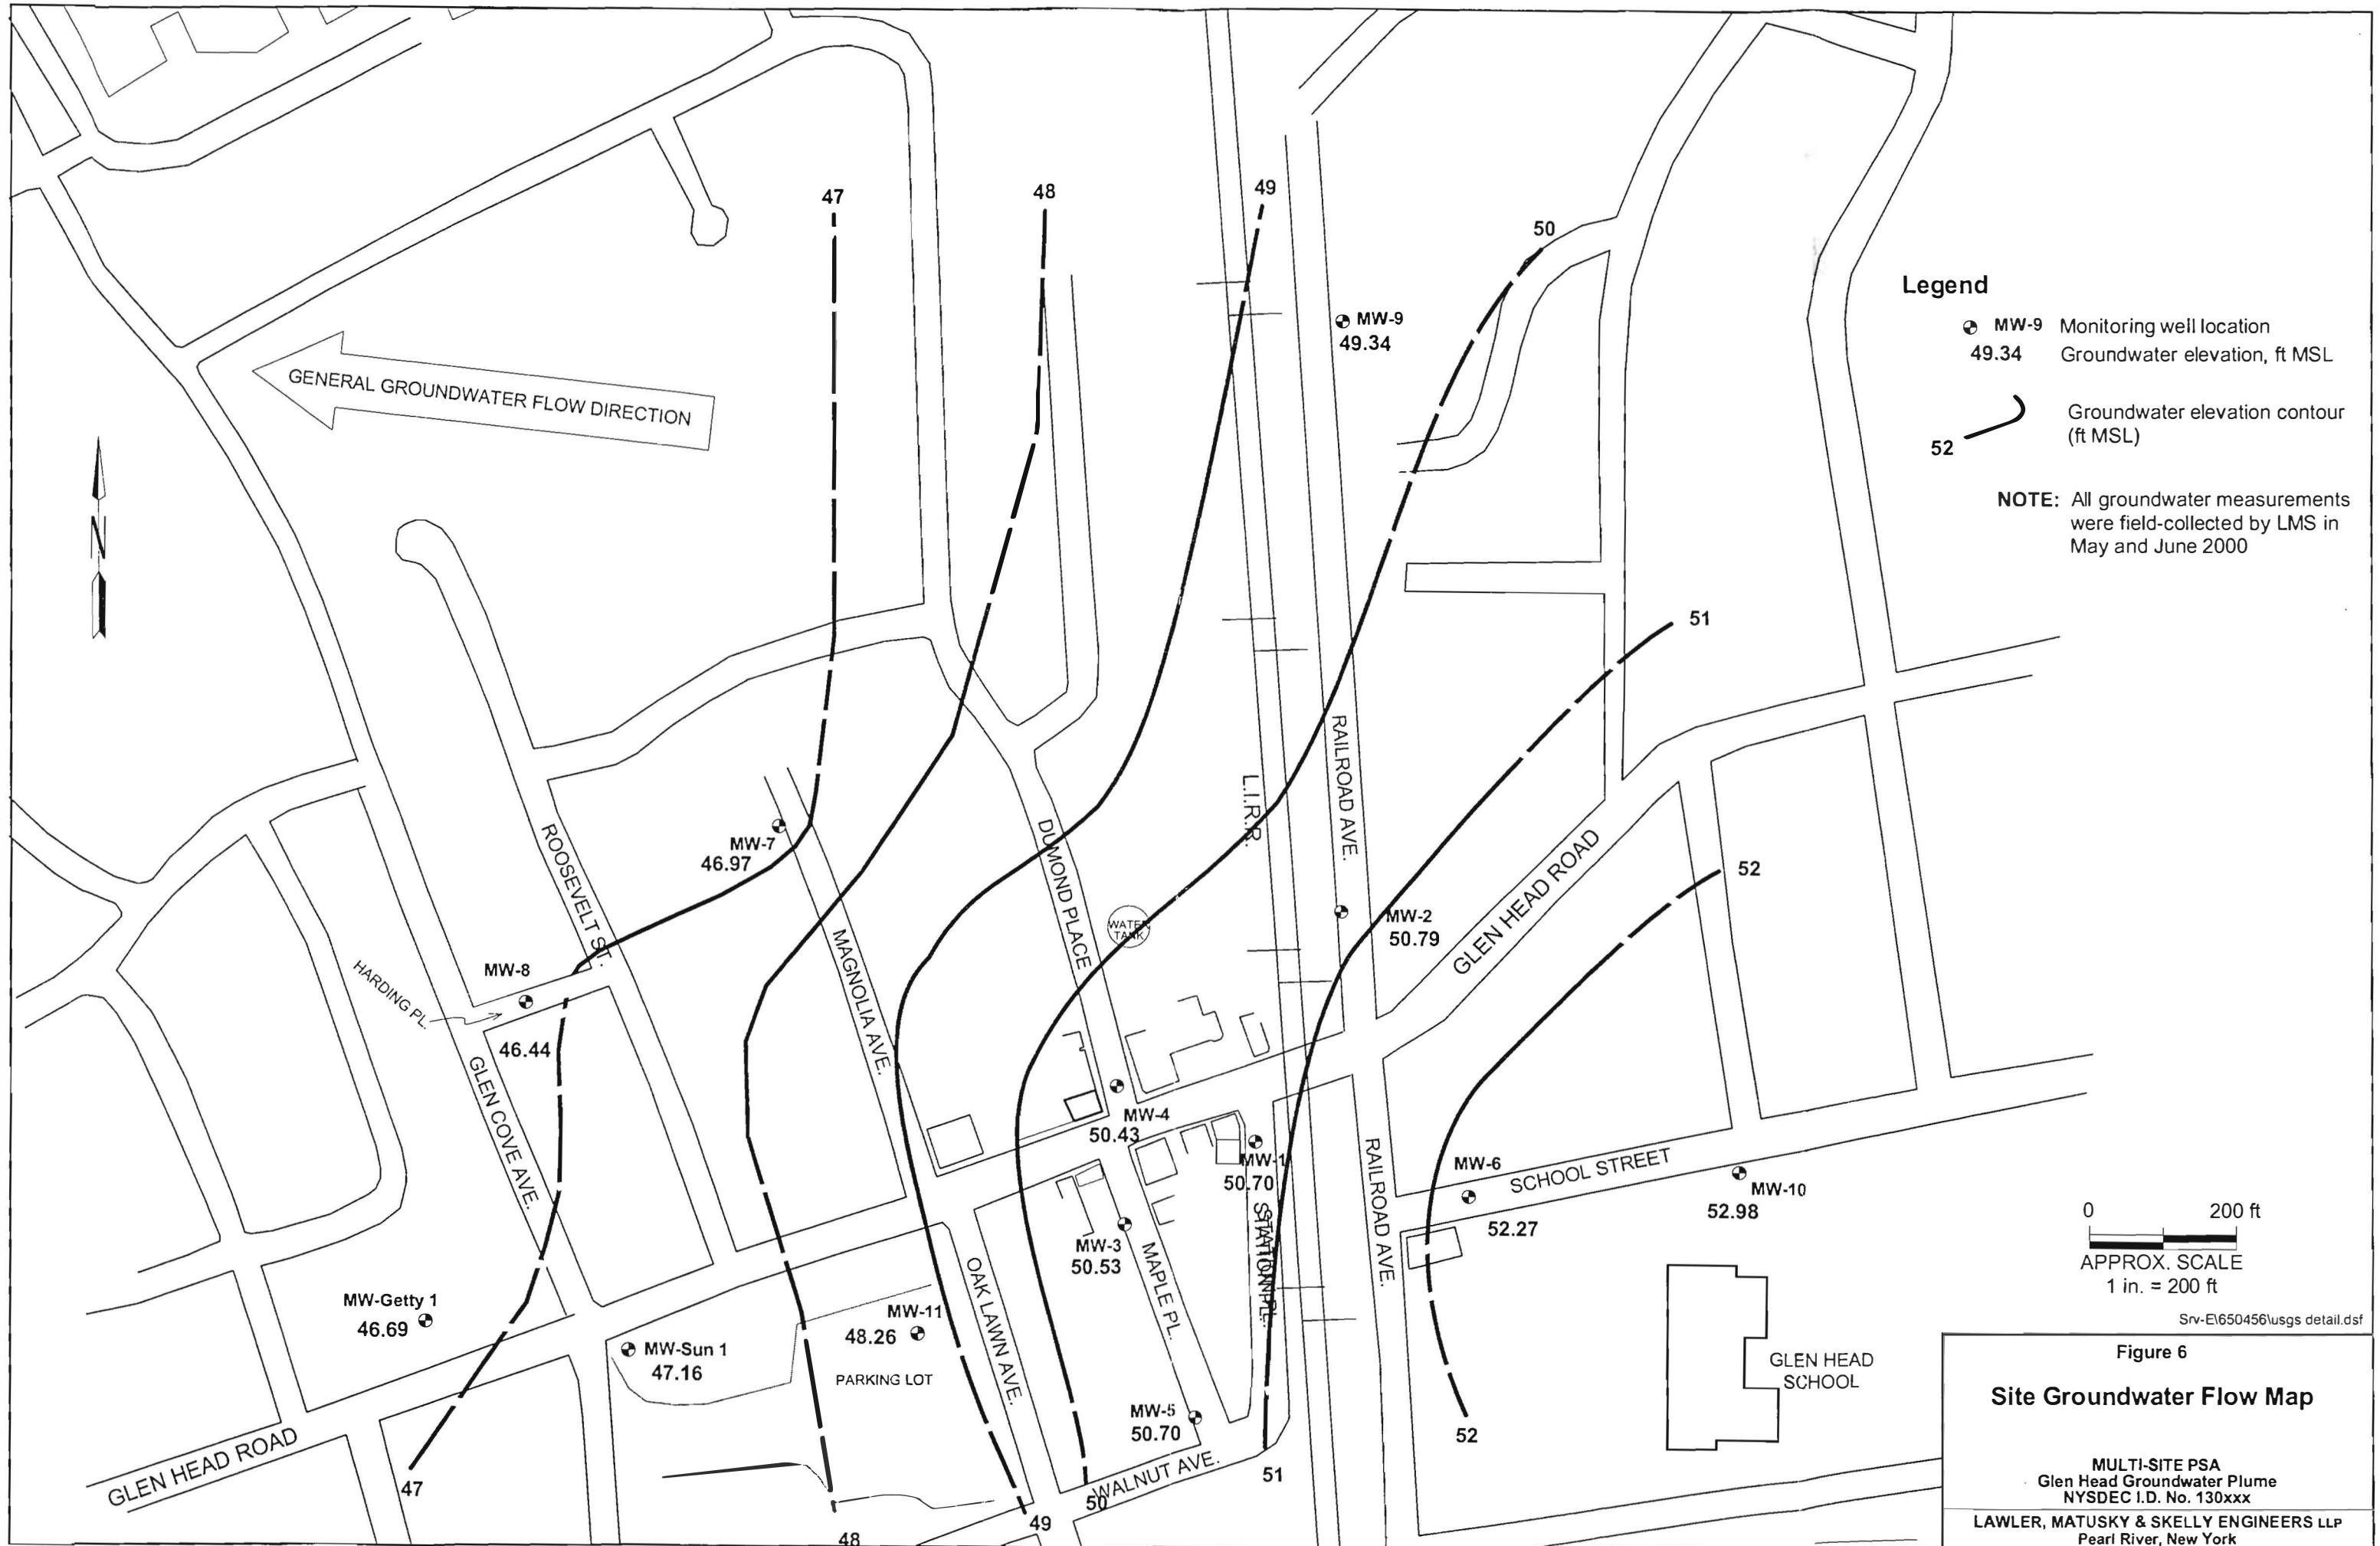 47
48
49
50
51
52
GENERAL GROUNDWATER FLOW DIRECTION
N
MW-9
49.34
Legend
MW-9 Monitoring well location
49.34 Groundwater elevation, ft MSL
52 Groundwater elevation contour
(ft MSL)
NOTE: All groundwater measurements
were field-collected by LMS in
May and June 2000
L.I.R.R.
RAILROAD AVE.
MW-7
46.97
ROOSEVELT ST.
DUMOND PLACE
WATER
TANK
MAGNOLIA AVE.
MW-2
50.79
GLEN HEAD ROAD
MW-8
46.44
HARDING PL.
GLEN COVE AVE.
MW-4
50.43
MW-1
50.70
STATION PL.
STATION PL.
RAILROAD AVE.
MW-6
52.27
SCHOOL STREET
MW-10
52.98
MW-3
50.53
MAPLE PL.
OAK LAWN AVE.
MW-Getty 1
46.69
MW-Sun 1
47.16
MW-11
48.26
PARKING LOT
MW-5
50.70
WALNUT AVE.
GLEN HEAD
SCHOOL
GLEN HEAD ROAD
47
48
49
50
51
52
0 200 ft
APPROX. SCALE
1 in. = 200 ft
Srv-E\650456\usgs detail.dsf
Figure 6
Site Groundwater Flow Map
MULTI-SITE PSA
Glen Head Groundwater Plume
NYSDEC I.D. No. 130xxx
LAWLER, MATUSKY & SKELLY ENGINEERS LLP
Pearl River, New York